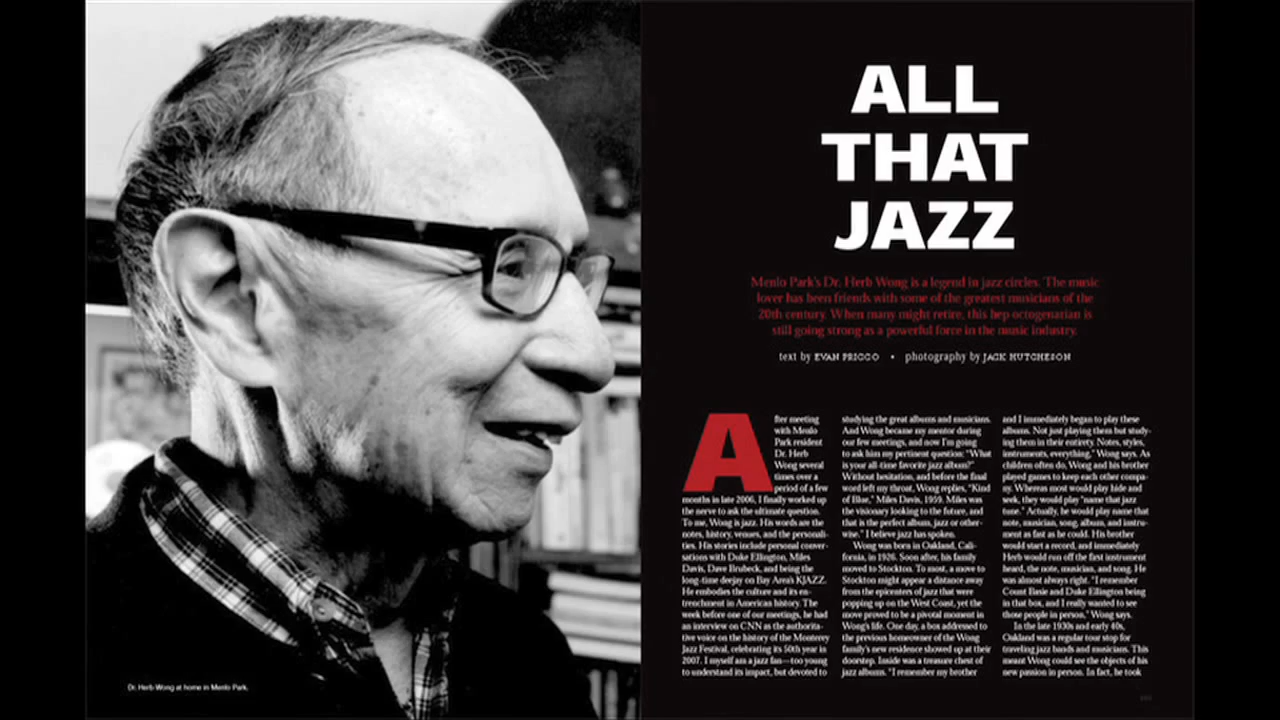 ALL
THAT
JAZZ
Menlo Park's Dr. Herb Wong is a legend in jazz circles. The music
lover has been friends with some of the greatest musicians of the
20th century. When many might retire, this hep octogenarian is
still going strong as a powerful force in the music industry.
text by EVAN PRICCO • photography by JACK HUTCHESON
After meeting
with Menlo
Park resident
Dr. Herb
Wong several
times over a
period of few
months in late 2006, I finally worked up
the nerve to ask the ultimate question.
To me, Wong is jazz. His words are the
notes, history, venues, and the personali-
ties. His stories include personal conver-
sations with Duke Ellington, Miles
Davis, Dave Brubeck, and being the
long-time deejay on Bay Area's KJAZZ.
He embodies the culture and its en-
trenchment in American history. The
week before one of our meetings, he had
an interview on CNN as the authorita-
tive voice on the history of the Monterey
Jazz Festival, celebrating its 50th year in
2007. I myself am a jazz fan—too young
to understand its impact, but devoted to
studying the great albums and musicians.
And Wong became my mentor during
our few meetings, and now I'm going
to ask him my pertinent question: "What
is your all-time favorite jazz album?"
Without hesitation, and before the final
word left my throat, Wong replies, "Kind
of Blue," Miles Davis, 1959. Miles was
the visionary looking to the future, and
that is the perfect album, jazz or other-
wise." I believe jazz has spoken.
Wong was born in Oakland, Cali-
fornia, in 1926. Soon after, his family
moved to Stockton. To most, a move to
Stockton might appear a distance away
from the epicenters of jazz that were
popping up on the West Coast, yet the
move proved to be a pivotal moment in
Wong's life. One day, a box addressed to
the previous homeowner of the Wong
family's new residence showed up at their
doorstep. Inside was a treasure chest of
jazz albums. "I remember my brother
and I immediately began to play these
albums. Not just playing them but study-
ing them in their entirety. Notes, styles,
instruments, everything," Wong says. As
children often do, Wong and his brother
played games to keep each other compa-
ny. Whereas most would play hide and
seek, they would play "name that jazz
tune." Actually, he would play name that
note, musician, song, album, and instru-
ment as fast as he could. His brother
would start a record, and immediately
Herb would run off the first instrument
heard, the note, musician, and song. He
was almost always right. "I remember
Count Basie and Duke Ellington being
in that box, and I really wanted to see
those people in person," Wong says.
In the late 1930s and early 40s,
Oakland was a regular tour stop for
traveling jazz bands and musicians. This
meant Wong could see the objects of his
new passion in person. In fact, he took
Dr. Herb Wong at home in Menlo Park.